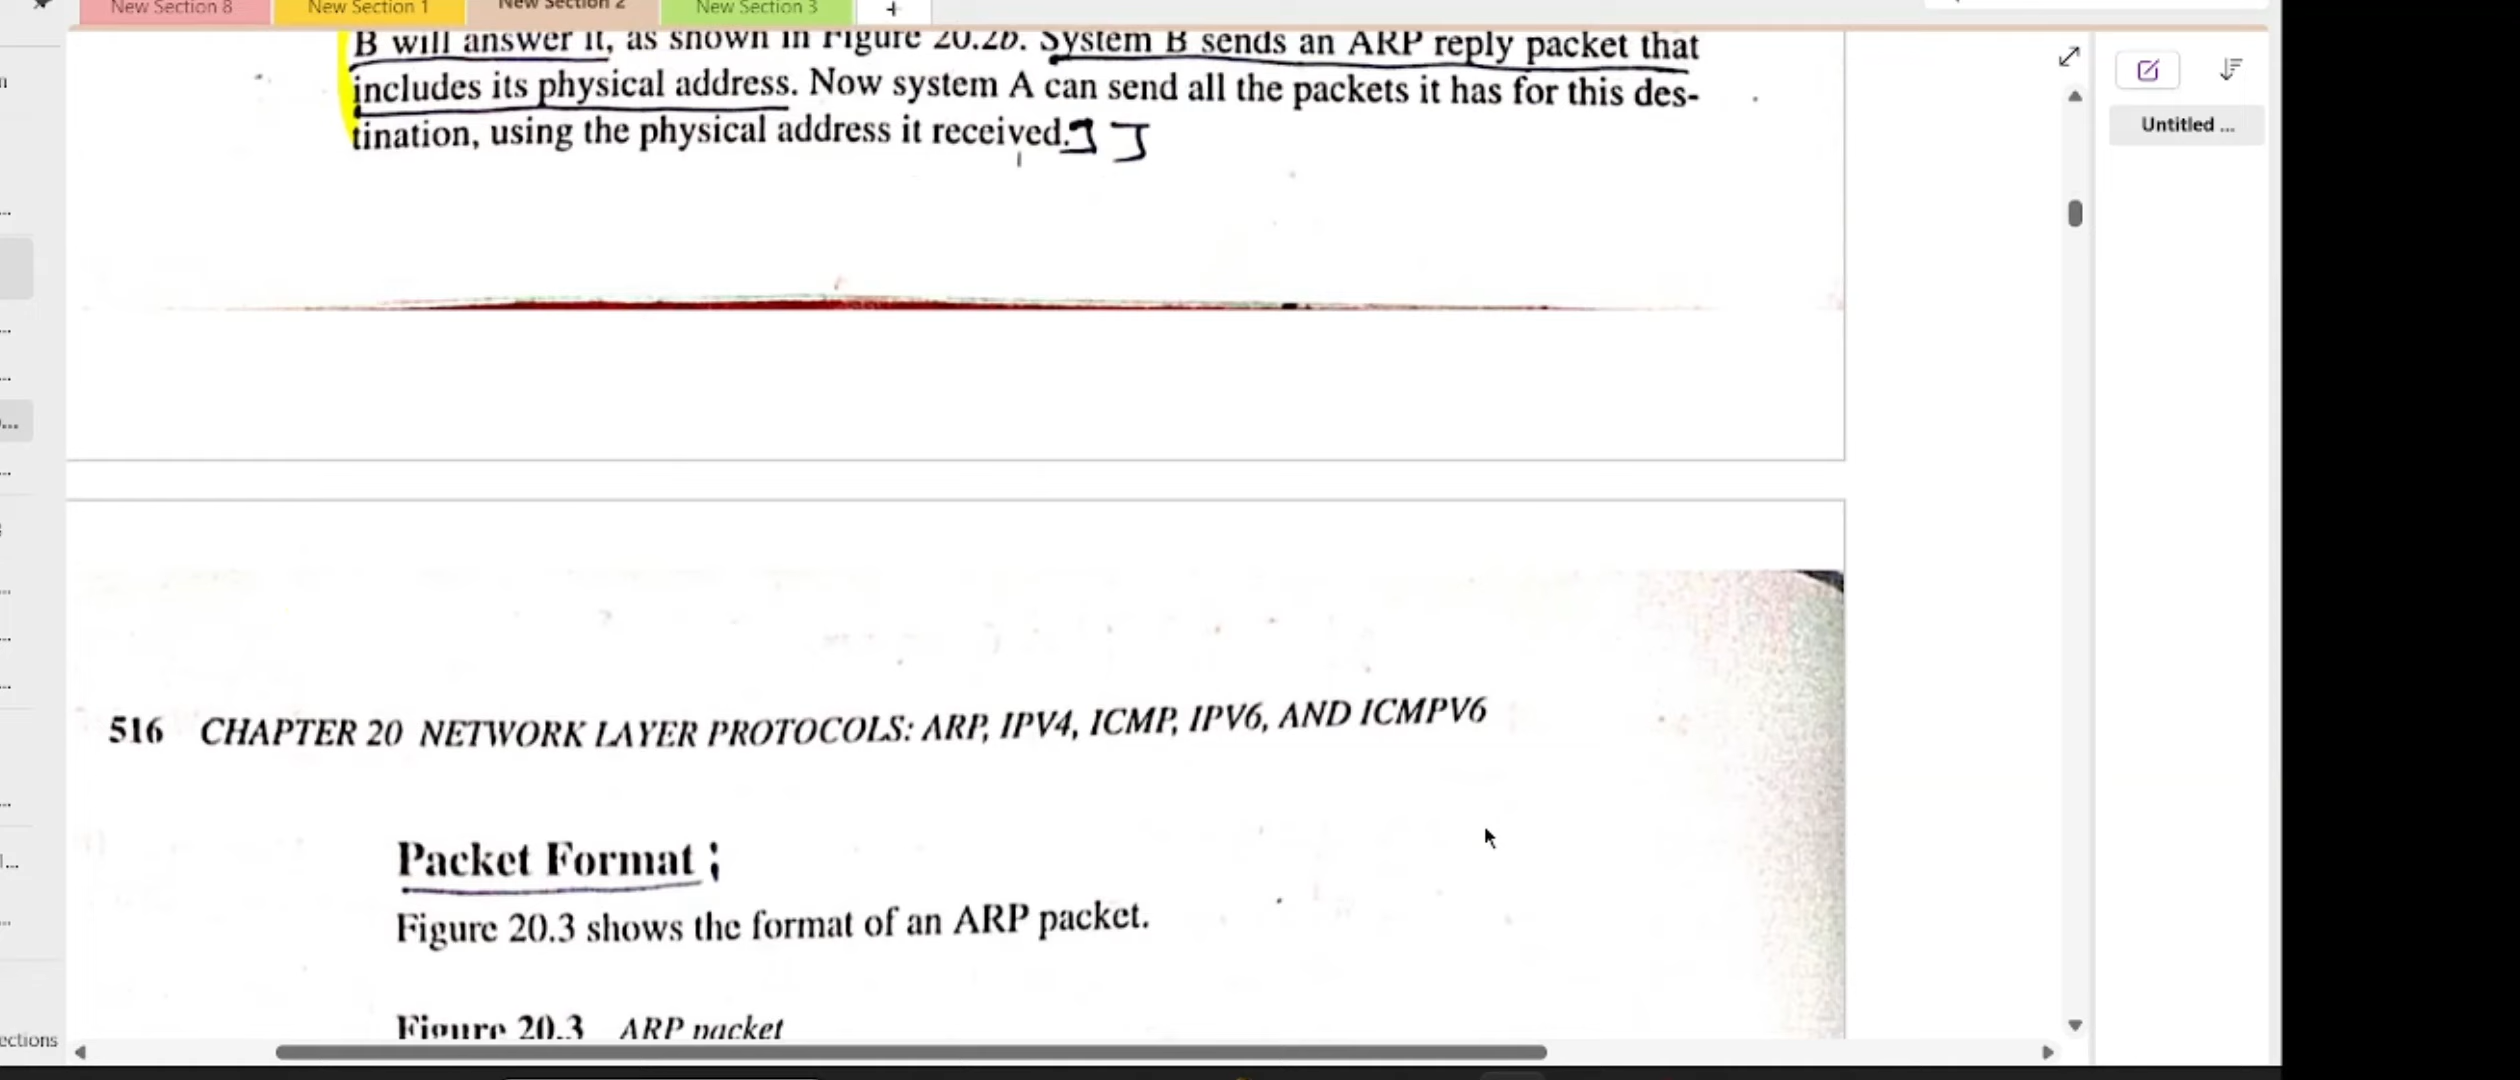 New Section 8 New Section 1 New Section 2 New Section 3 +
B will answer it, as shown in Figure 20.2b. System B sends an ARP reply packet that
includes its physical address. Now system A can send all the packets it has for this des-
tination, using the physical address it received.
Untitled ...
516 CHAPTER 20 NETWORK LAYER PROTOCOLS: ARP, IPV4, ICMP, IPV6, AND ICMPV6
Packet Format :
Figure 20.3 shows the format of an ARP packet.
Figure 20.3 ARP packet
ections